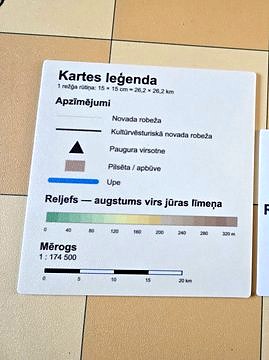 Kartes leģenda
1 režģa rūtiņa: 15 × 15 cm = 26,2 × 26,2 km
Apzīmējumi
Novada robeža
Kultūrvēsturiskā novada robeža
Paugura virsotne
Pilsēta / apbūve
Upe
Reljefs — augstums virs jūras līmeņa
0 40 80 120 160 200 240 280 320 m
Mērogs
1 : 174 500
0 5 10 15 20 km